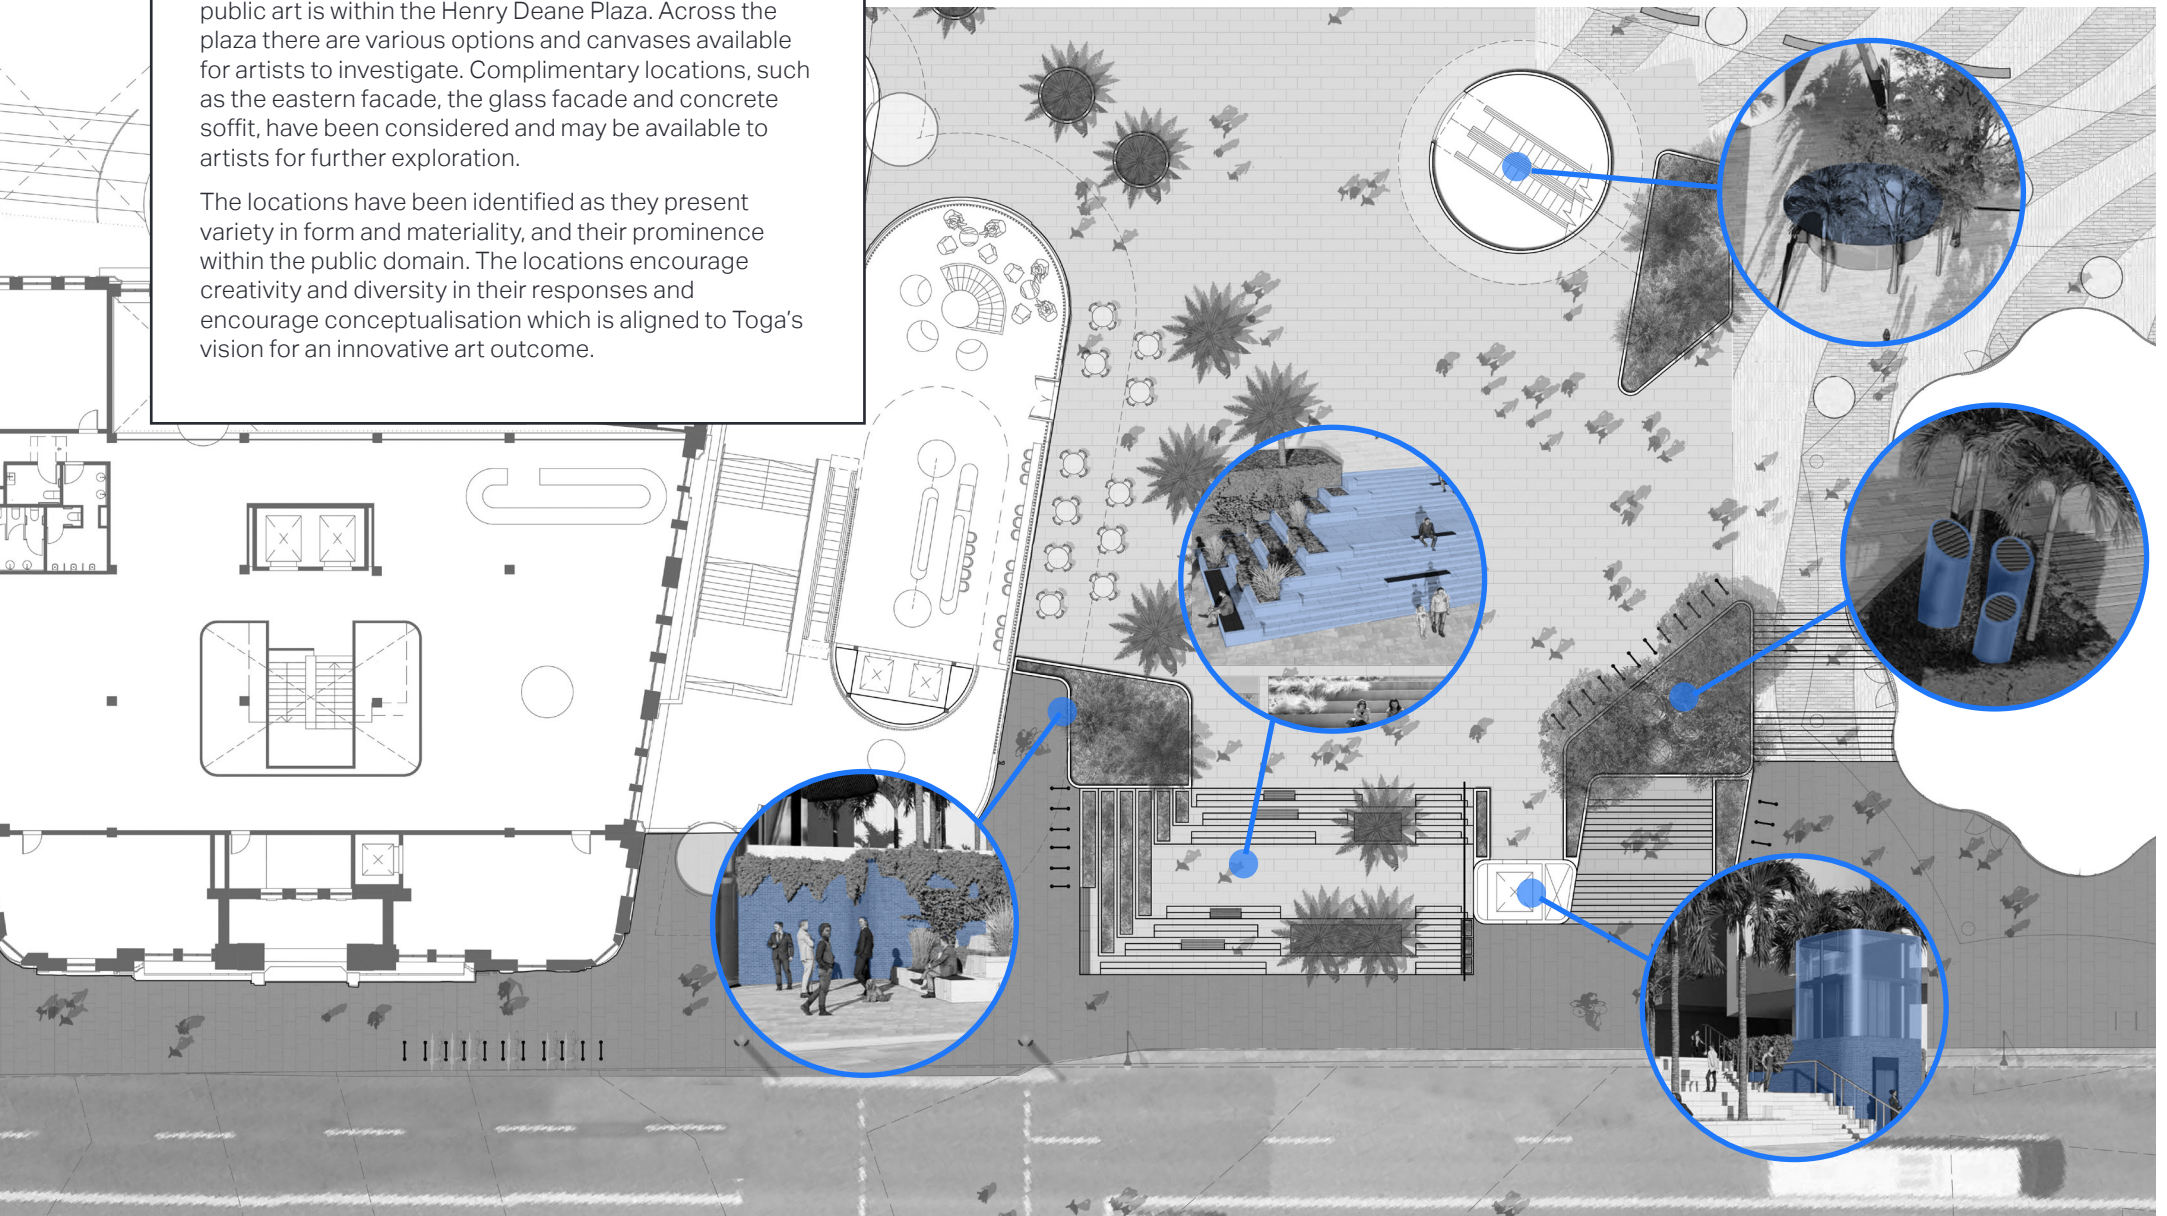 public art is within the Henry Deane Plaza. Across the
plaza there are various options and canvases available
for artists to investigate. Complimentary locations, such
as the eastern facade, the glass facade and concrete
soffit, have been considered and may be available to
artists for further exploration.
The locations have been identified as they present
variety in form and materiality, and their prominence
within the public domain. The locations encourage
creativity and diversity in their responses and
encourage conceptualisation which is aligned to Toga’s
vision for an innovative art outcome.